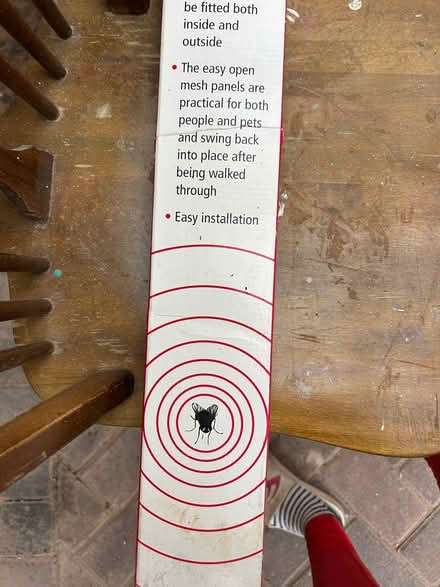 be fitted both
inside and
outside
• The easy open
mesh panels are
practical for both
people and pets
and swing back
into place after
being walked
through
• Easy installation